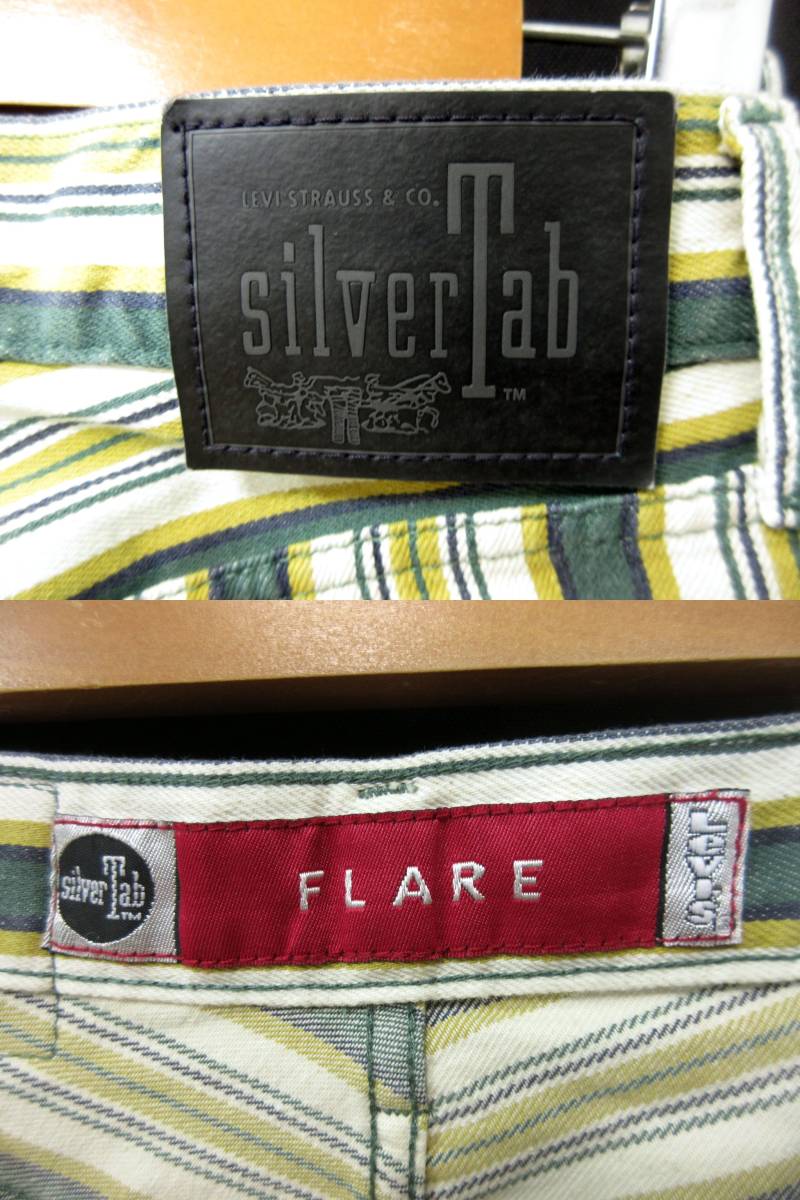 LEVI STRAUSS & CO.
silverTab
TM
silverTab
TM
FLARE
LEVI'S